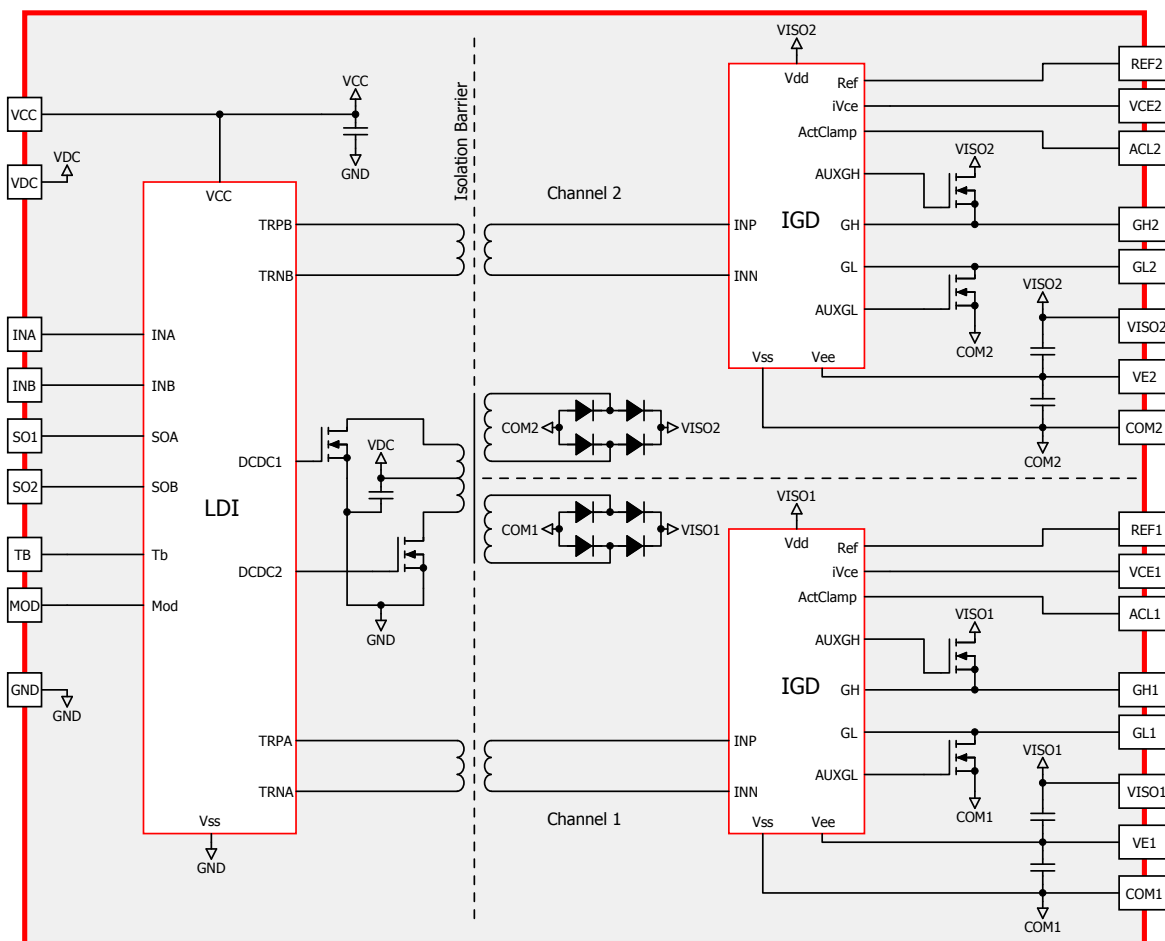 VISO2
REF2
Vdd
Ref
VCC
Isolation Barrier
iVce
VCE2
VCC
ActClamp
ACL2
VISO2
VDC
GND
VDC
AUXGH
VCC
Channel 2
TRPB
INP
IGD
GH
GH2
TRNB
INN
GL
GL2
VISO2
AUXGL
INA
INA
VISO2
COM2
Vss
Vee
INB
INB
VE2
SO1
SOA
COM2
VISO2
COM2
VDC
DCDC1
COM2
SO2
SOB
VISO1
LDI
COM1
VISO1
REF1
Vdd
Ref
TB
Tb
DCDC2
iVce
VCE1
MOD
Mod
ActClamp
ACL1
VISO1
GND
AUXGH
GND
IGD
GH
GH1
GND
TRPA
INP
GL
GL1
VISO1
AUXGL
TRNA
INN
VISO1
COM1
Vss
Channel 1
Vss
Vee
VE1
GND
COM1
COM1